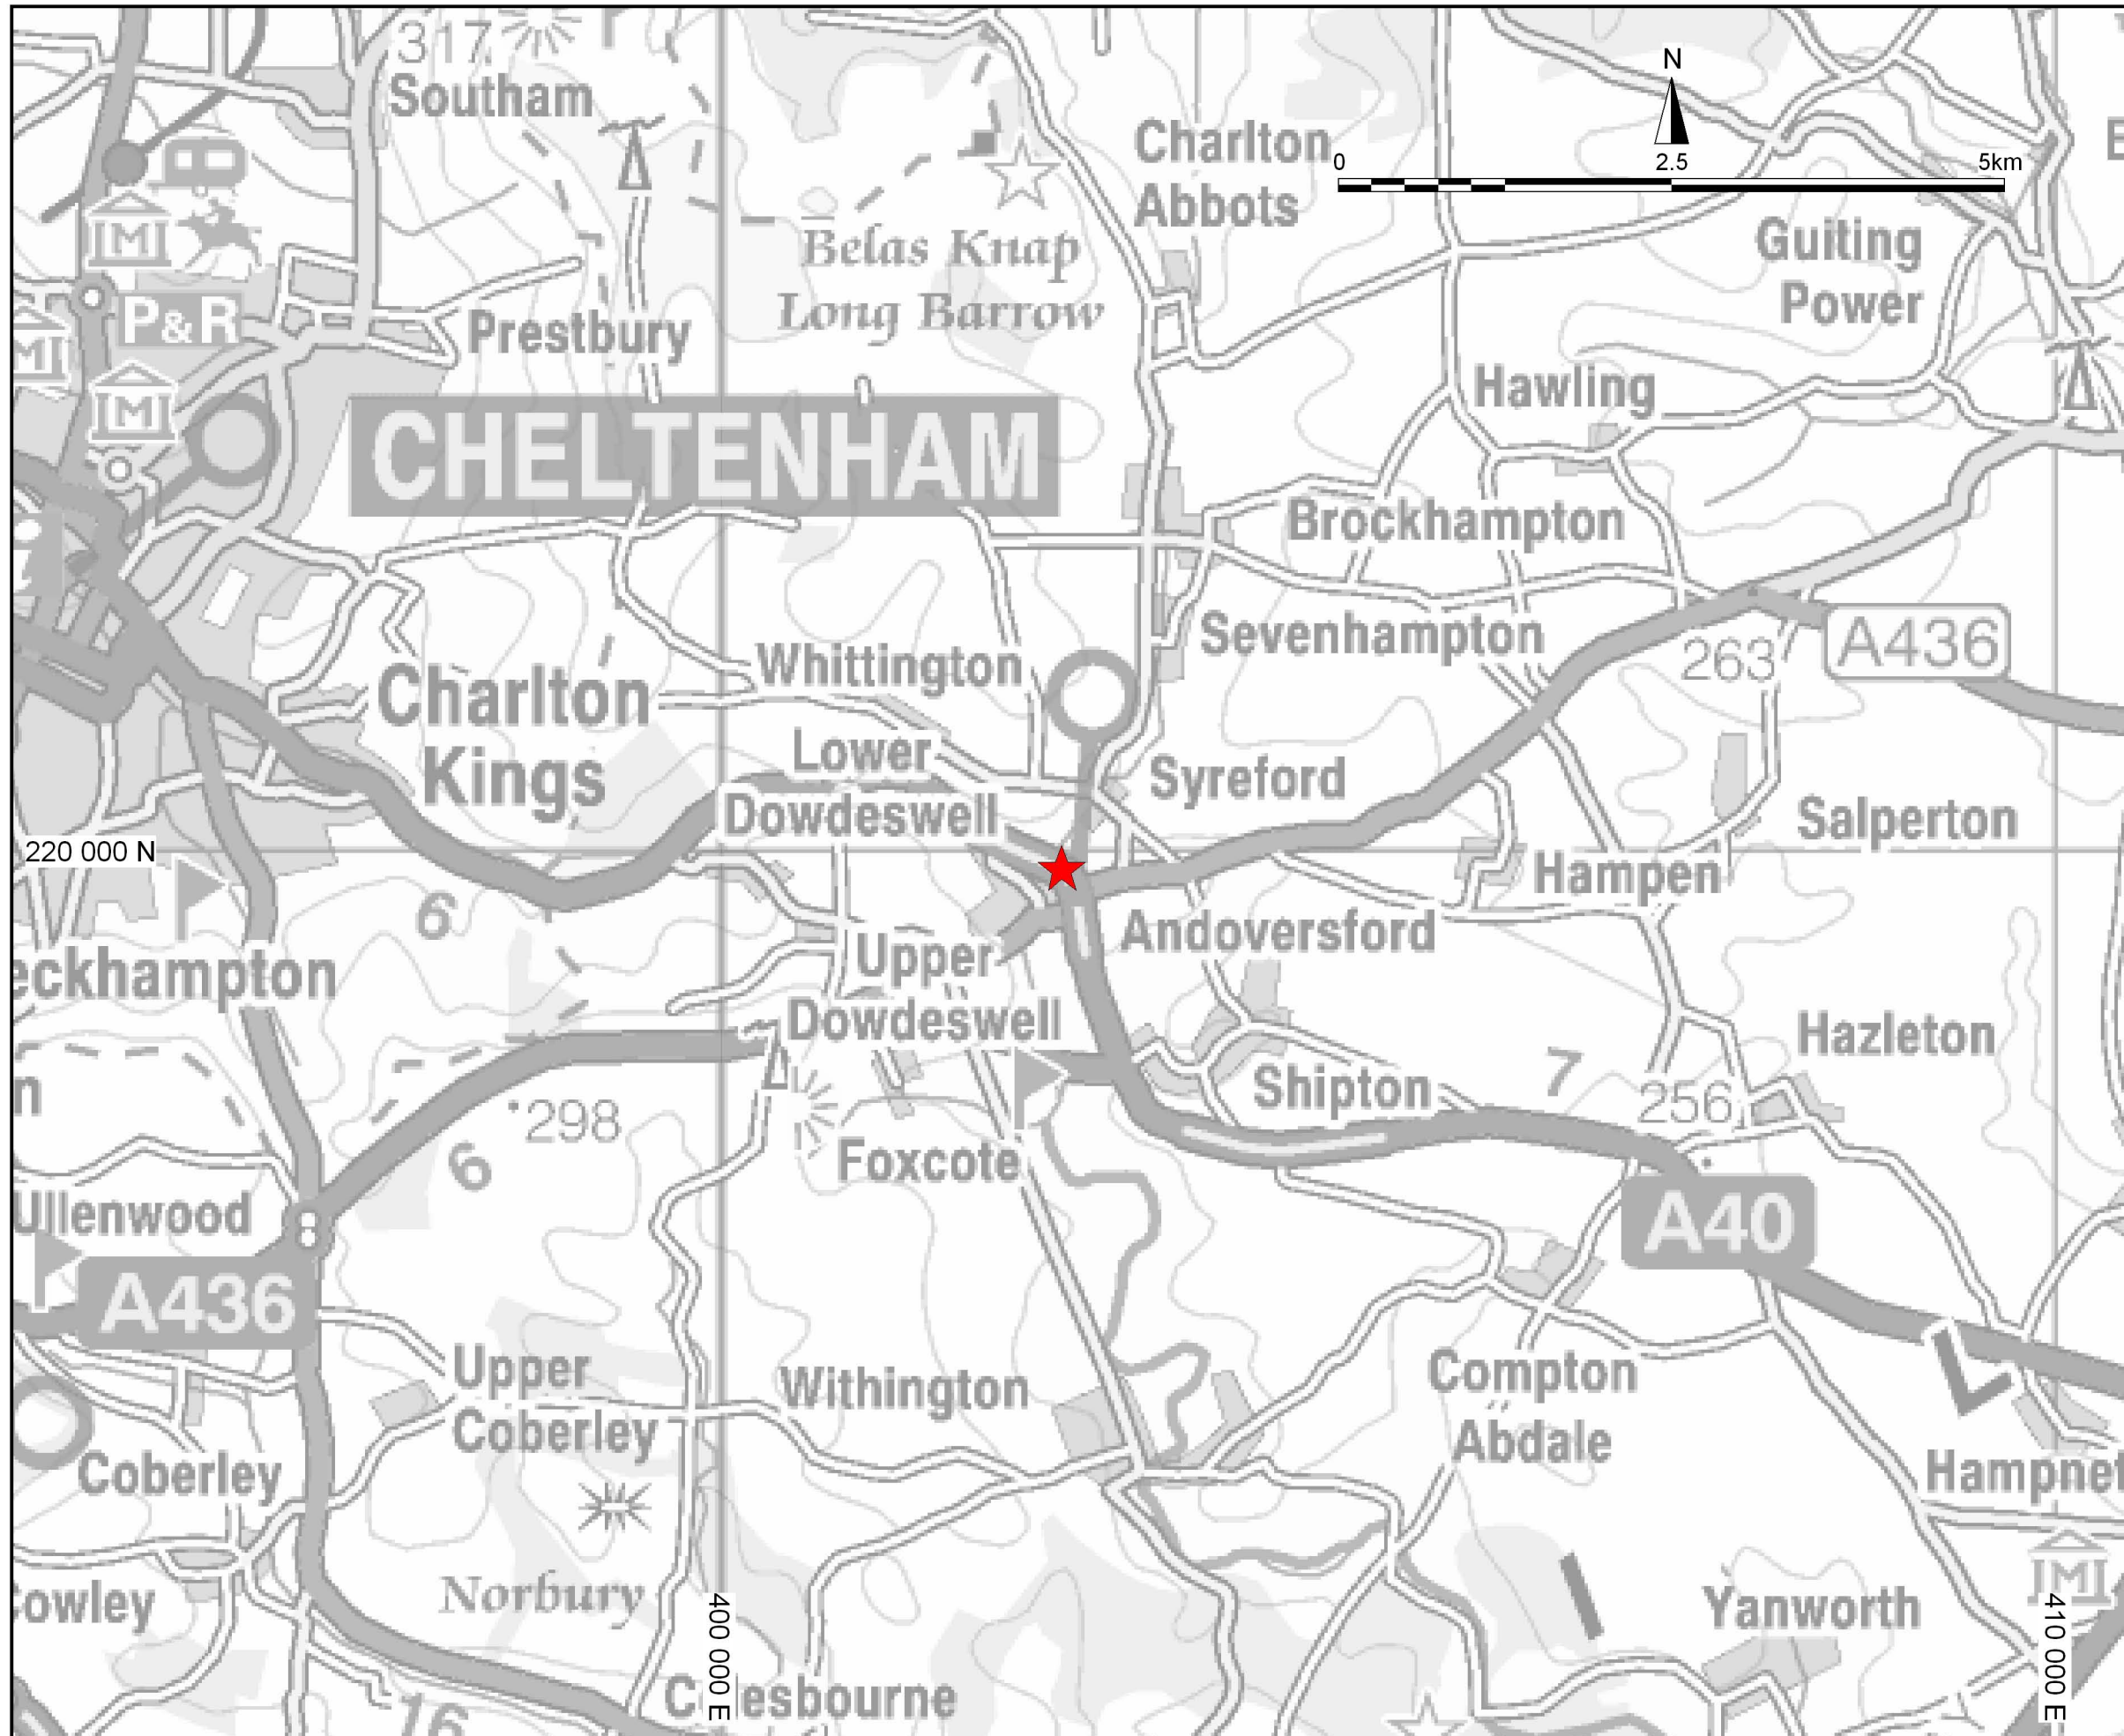 317
Southam
N
Charlton
Abbots
0
2.5
5km
Belas Knap
Long Barrow
Guiting
Power
P&R
Prestbury
Hawling
CHELTENHAM
Brockhampton
Whittington
Sevenhampton
263
A436
Charlton
Kings
Lower
Dowdeswell
Syreford
Salperton
220 000 N
Hampen
6
Andoversford
eckhampton
Upper
Dowdeswell
Hazleton
n
298
7
Shipton
256
6
Foxcote
Ullenwood
A40
A436
Upper
Coberley
Withington
Compton
Abdale
Coberley
Hampnet
Norbury
owley
400 000 E
Yanworth
410 000 E
C
esbourne
16